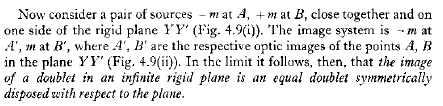 Now consider a pair of sources − m at A, + m at B, close together and on
one side of the rigid plane YY′ (Fig. 4.9(i)). The image system is − m at
A′, m at B′, where A′, B′ are the respective optic images of the points A, B
in the plane YY′ (Fig. 4.9(ii)). In the limit it follows, then, that the image
of a doublet in an infinite rigid plane is an equal doublet symmetrically
disposed with respect to the plane.